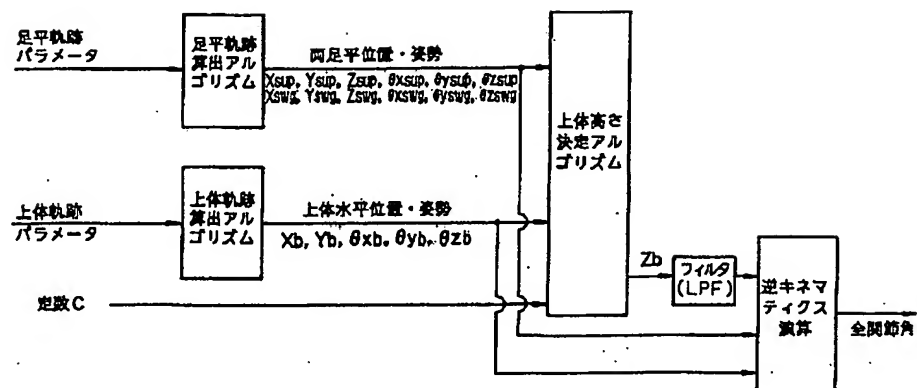 足平軌跡
パラメータ
足平軌跡
算出アル
ゴリズム
両足平位置・姿勢
Xsup, Ysup, Zsup, θxsup, θysup, θzsup
Xswg, Yswg, Zswg, θxswg, θyswg, θzswg
上体高さ
決定アル
ゴリズム
上体軌跡
パラメータ
上体軌跡
算出アル
ゴリズム
上体水平位置・姿勢
Xb, Yb, θxb, θyb, θzb
定数C
Zb
フィルタ
(LPF)
逆キネマ
ティクス
演算
全関節角